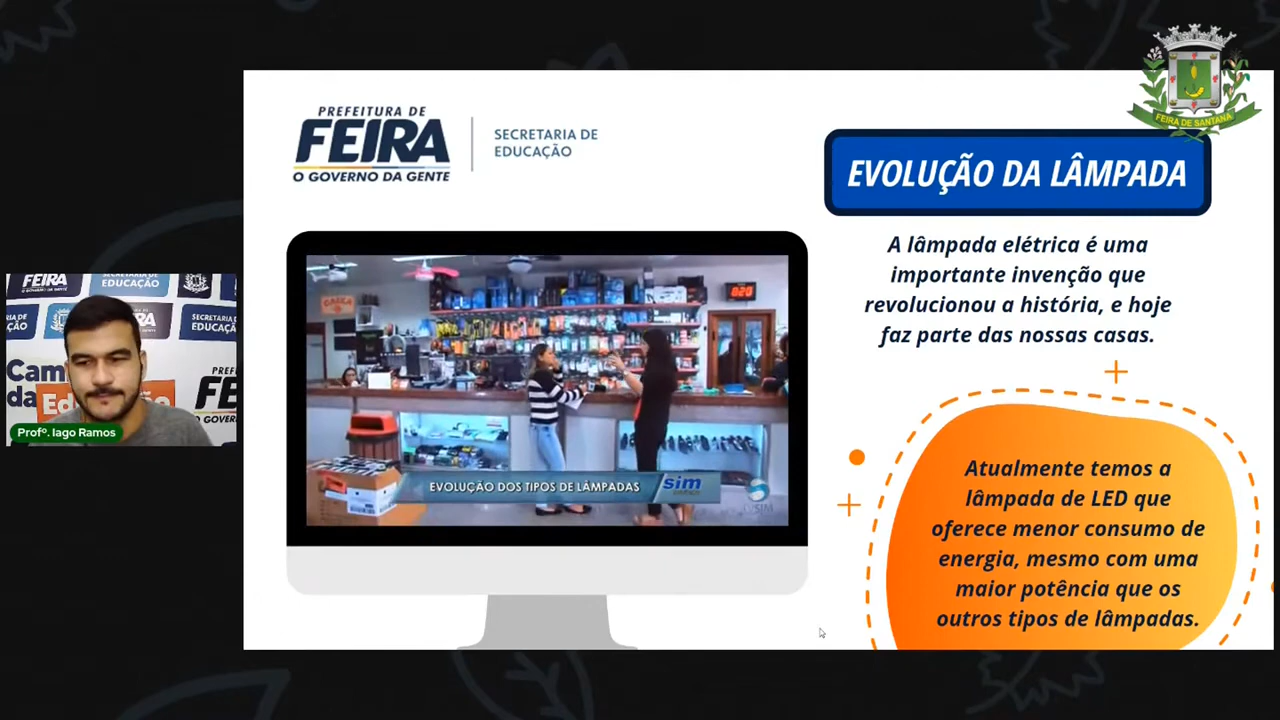 PREFEITURA DE
FEIRA
O GOVERNO DA GENTE
SECRETARIA DE
EDUCAÇÃO
FEIRA DE SANTANA
EVOLUÇÃO DA LÂMPADA
A lâmpada elétrica é uma
importante invenção que
revolucionou a história, e hoje
faz parte das nossas casas.
Atualmente temos a
lâmpada de LED que
oferece menor consumo de
energia, mesmo com uma
maior potência que os
outros tipos de lâmpadas.
CAIXA
020
EVOLUÇÃO DOS TIPOS DE LÂMPADAS
sim
SIM
FEIRA
SECRETARIA DE
EDUCAÇÃO
Profº. Iago Ramos